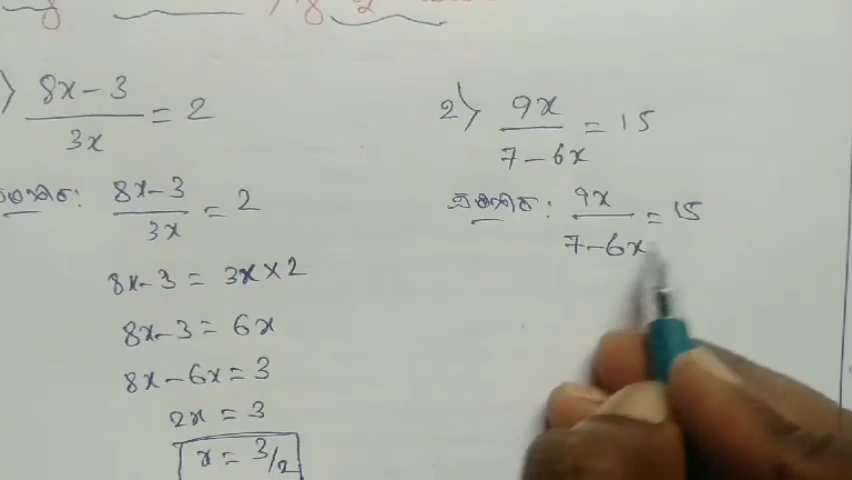 8x-3/3x = 2
8x-3/3x = 2
8x-3 = 3x×2
8x-3 = 6x
8x-6x = 3
2x = 3
x = 3/2
2) 9x/7-6x = 15
9x/7-6x = 15